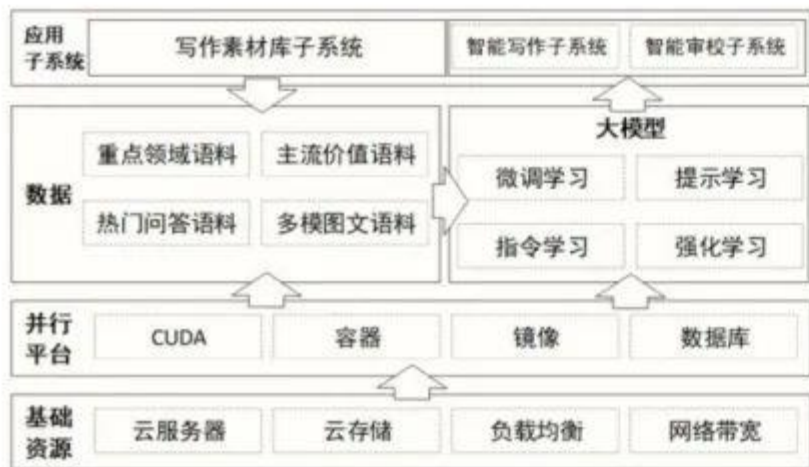 应用
子系统
写作素材库子系统
智能写作子系统
智能审校子系统
数据
重点领域语料
主流价值语料
热门问答语料
多模图文语料
大模型
微调学习
提示学习
指令学习
强化学习
并行
平台
CUDA
容器
镜像
数据库
基础
资源
云服务器
云存储
负载均衡
网络带宽